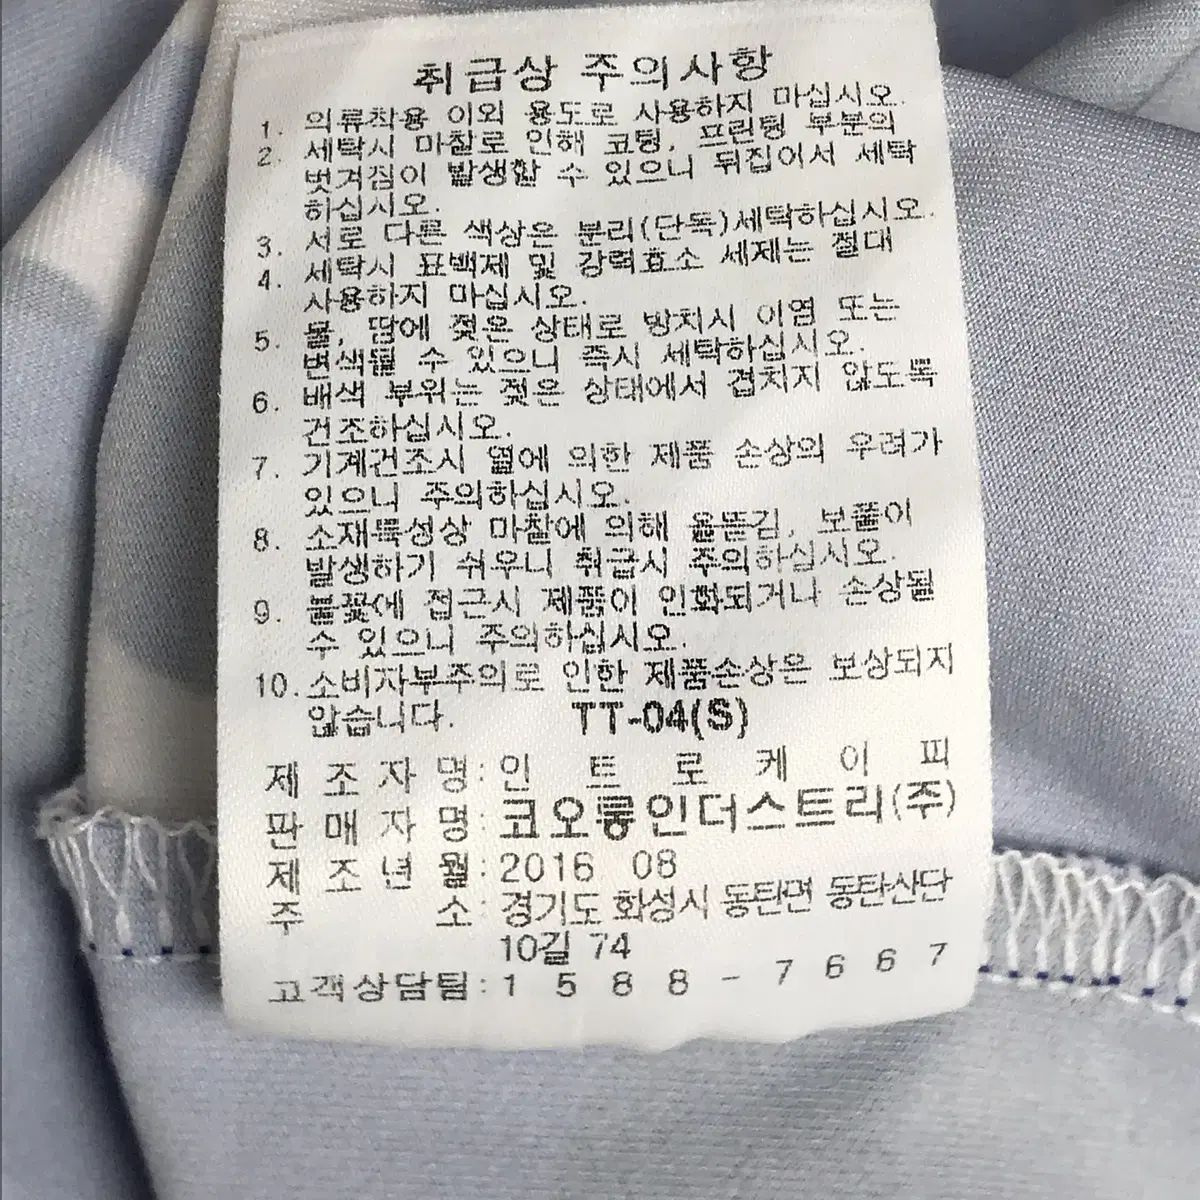 취급상 주의사항
1. 의류착용 이외 용도로 사용하지 마십시오.
2. 세탁시 마찰로 인해 코팅, 프린팅 부분의
벗겨짐이 발생할 수 있으니 뒤집어서 세탁
하십시오.
3. 서로 다른 색상은 분리(단독)세탁하십시오.
4. 세탁시 표백제 및 강력효소 세제는 절대
사용하지 마십시오.
5. 물, 땀에 젖은 상태로 방치시 이염 또는
변색될 수 있으니 즉시 세탁하십시오.
6. 배색 부위는 젖은 상태에서 겹치지 않도록
건조하십시오.
7. 기계건조시 열에 의한 제품 손상의 우려가
있으니 주의하십시오.
8. 소재특성상 마찰에 의해 올뜯김, 보풀이
발생하기 쉬우니 취급시 주의하십시오.
9. 불꽃에 접근시 제품이 인화되거나 손상될
수 있으니 주의하십시오.
10. 소비자부주의로 인한 제품손상은 보상되지
않습니다. TT-04(S)
제조자명: 인트로케이피
판매자명: 코오롱인더스트리(주)
제조년월: 2016 08
주소: 경기도 화성시 동탄면 동탄산단
10길 74
고객상담팀: 1588-7667